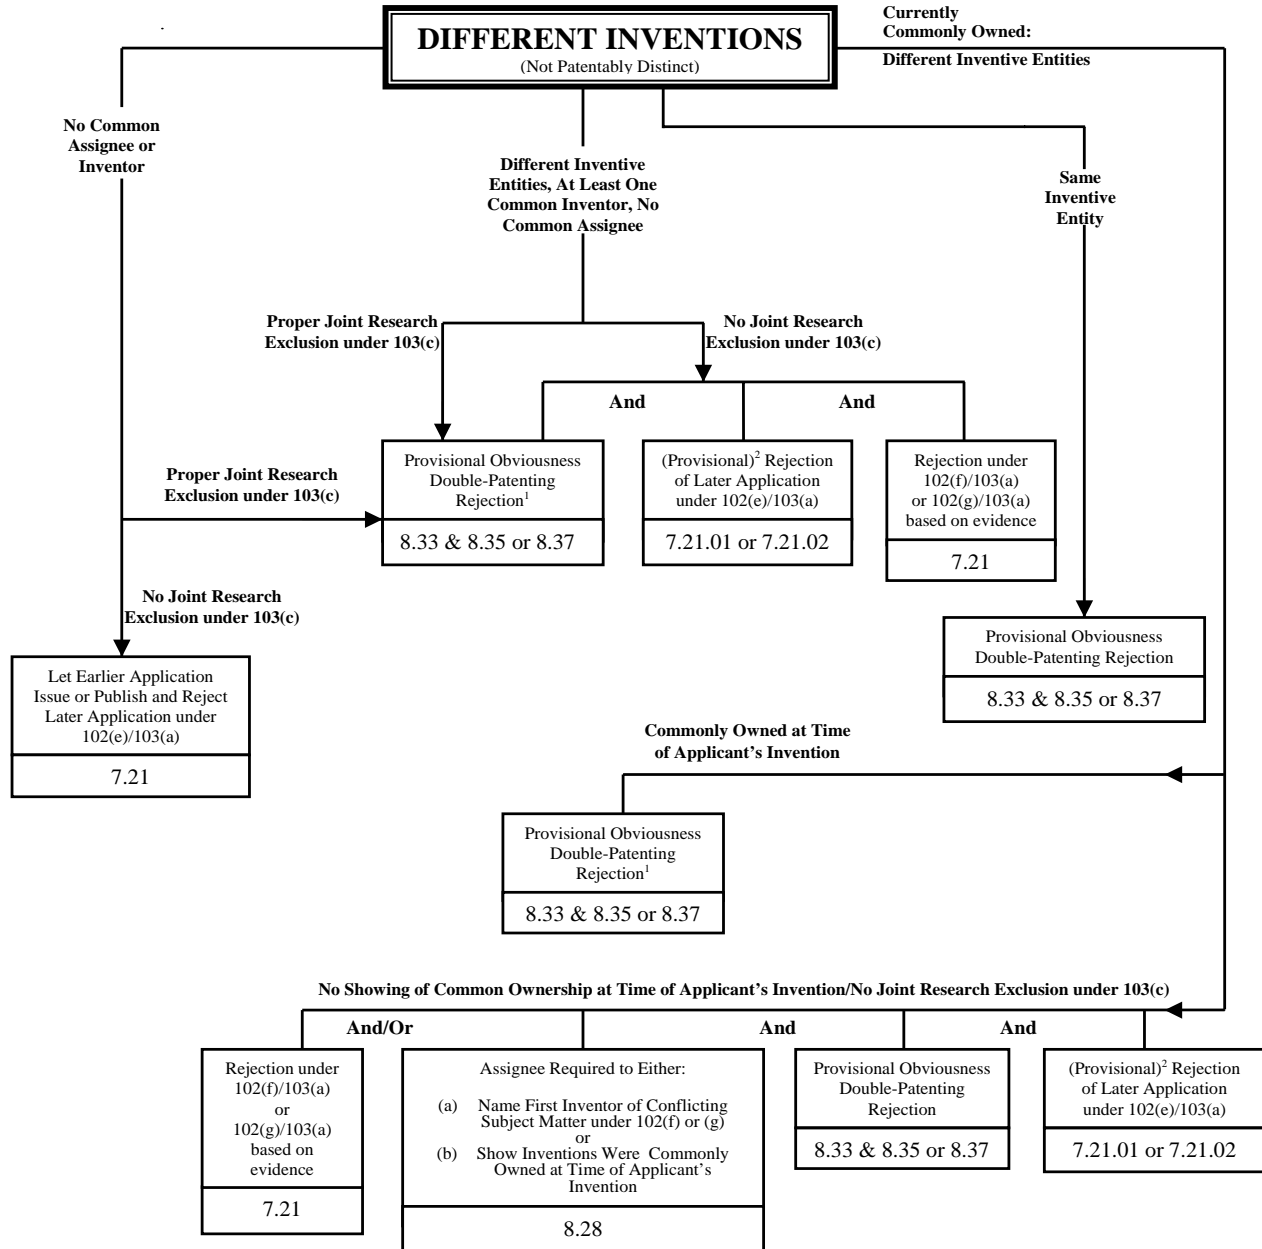 DIFFERENT INVENTIONS
(Not Patentably Distinct)
Currently
Commonly Owned:
Different Inventive Entities
No Common
Assignee or
Inventor
Different Inventive
Entities, At Least One
Common Inventor, No
Common Assignee
Same
Inventive
Entity
Proper Joint Research
Exclusion under 103(c)
No Joint Research
Exclusion under 103(c)
And
And
Proper Joint Research
Exclusion under 103(c)
Provisional Obviousness
Double-Patenting
Rejection1
8.33 & 8.35 or 8.37
(Provisional)2 Rejection
of Later Application
under 102(e)/103(a)
7.21.01 or 7.21.02
Rejection under
102(f)/103(a)
or 102(g)/103(a)
based on evidence
7.21
No Joint Research
Exclusion under 103(c)
Let Earlier Application
Issue or Publish and Reject
Later Application under
102(e)/103(a)
7.21
Provisional Obviousness
Double-Patenting Rejection
8.33 & 8.35 or 8.37
Commonly Owned at Time
of Applicant's Invention
Provisional Obviousness
Double-Patenting
Rejection1
8.33 & 8.35 or 8.37
No Showing of Common Ownership at Time of Applicant's Invention/No Joint Research Exclusion under 103(c)
And/Or
And
And
Rejection under
102(f)/103(a)
or
102(g)/103(a)
based on
evidence
7.21
Assignee Required to Either:
(a) Name First Inventor of Conflicting
Subject Matter under 102(f) or (g)
or
(b) Show Inventions Were Commonly
Owned at Time of Applicant's
Invention
8.28
Provisional Obviousness
Double-Patenting
Rejection
8.33 & 8.35 or 8.37
(Provisional)2 Rejection
of Later Application
under 102(e)/103(a)
7.21.01 or 7.21.02